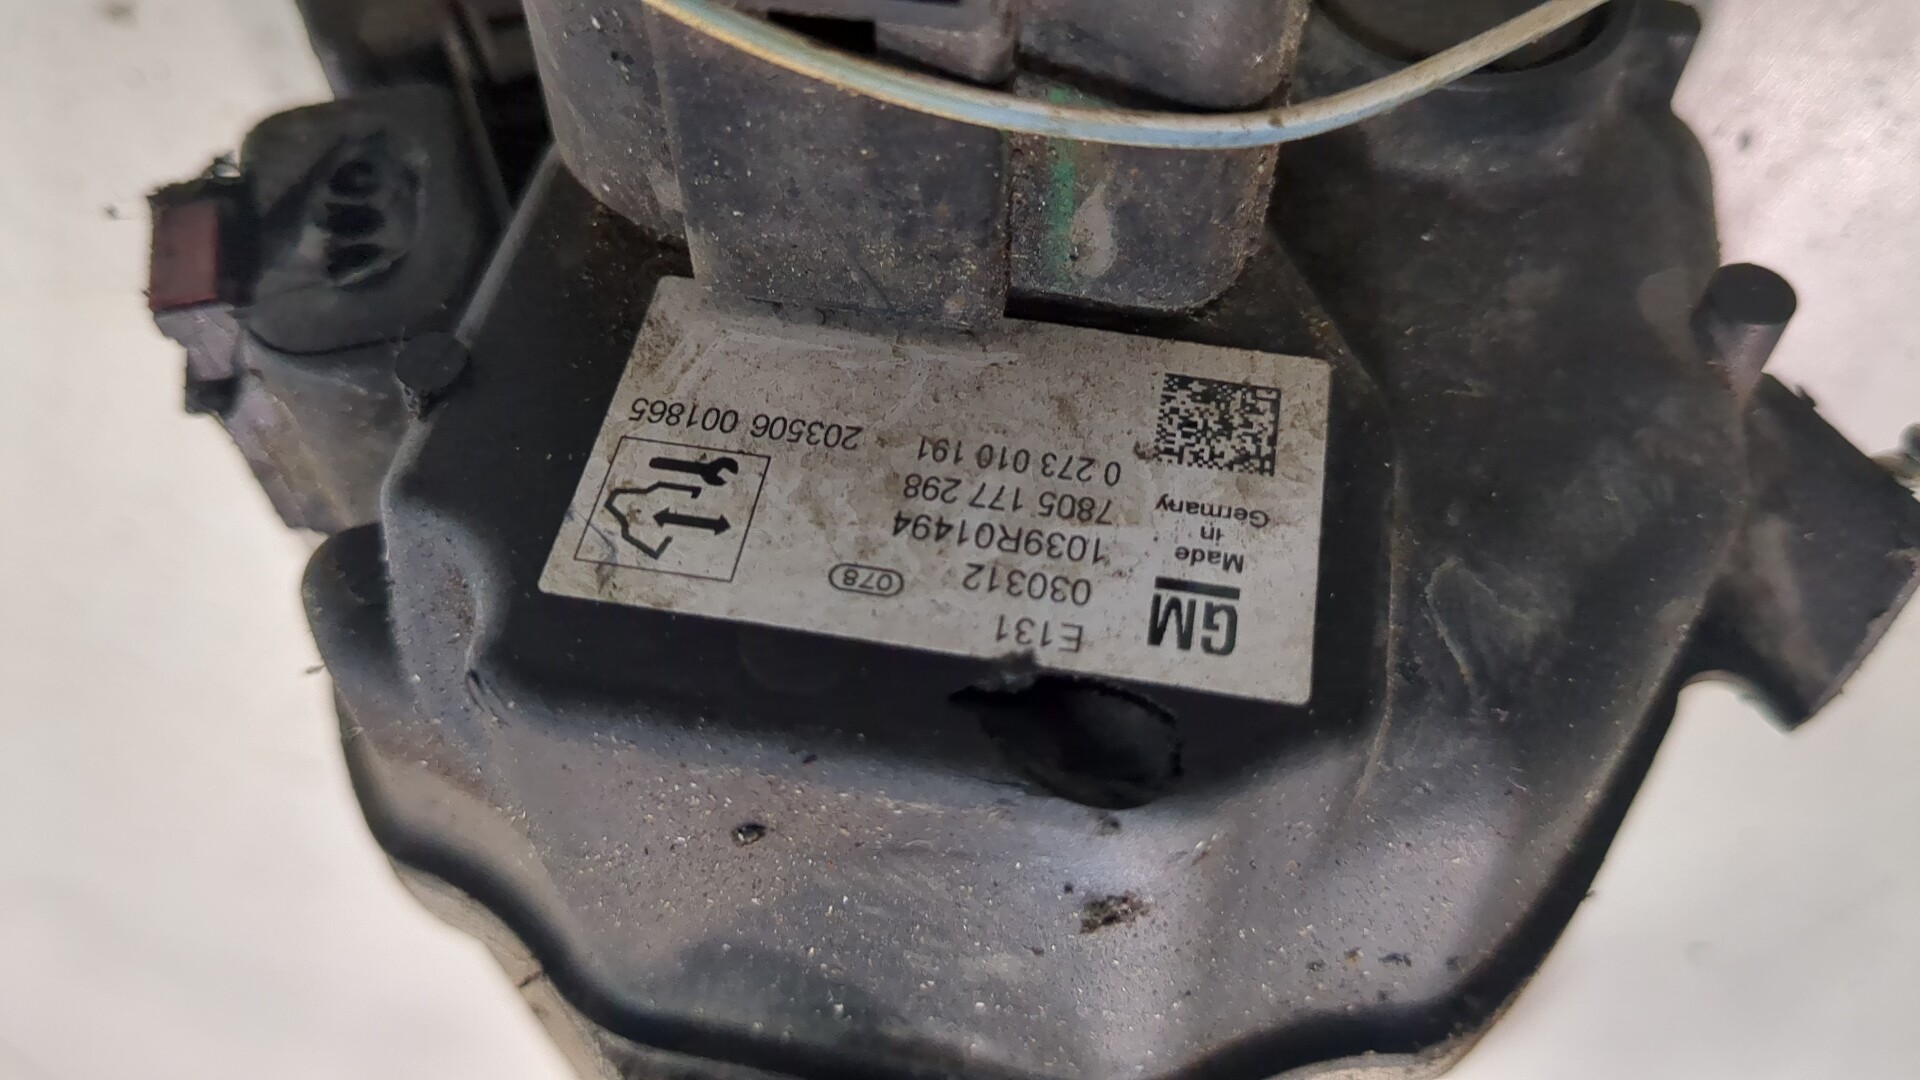 GM
Made
in
Germany
E131
030312
078
1039R01494
7805 177 298
0 273 010 191
203506 001865